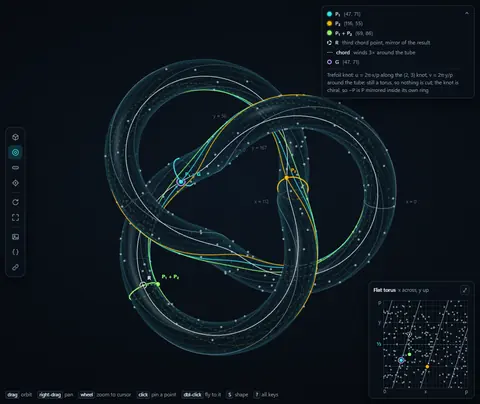 P₁ (47, 71)
P₂
P₁ + P₂ (69, 86)
R third chord point, mirror of the result
chord winds 3× around the tube
G (47, 71)
Trefoil knot: u = 2π·x/p along the (2, 3) knot, v = 2π·y/p
around the tube: still a torus, so nothing is cut; the knot is
chiral, so −P is P mirrored inside its own ring.
G
x = 0
R
P₁ + P₂
Flat torus x across, y up
p
y
½
0
x
p
drag orbit right-drag pan wheel zoom to cursor click pin a point dbl-click fly to it S shape ? all keys